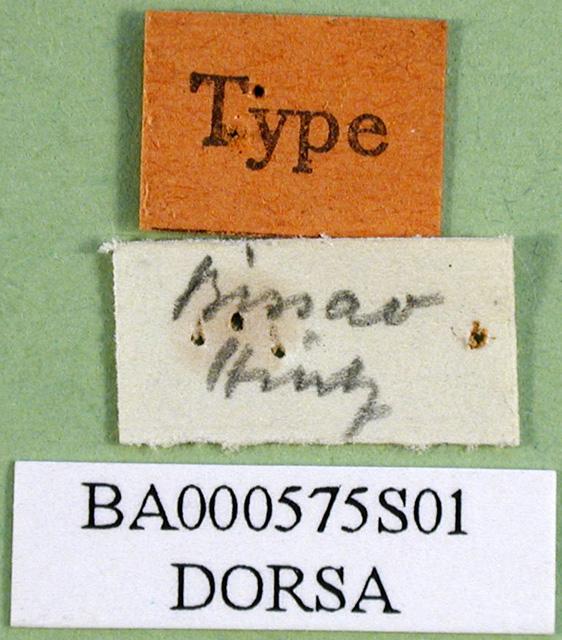 Type
Bissao
Hintz
BA000575S01
DORSA